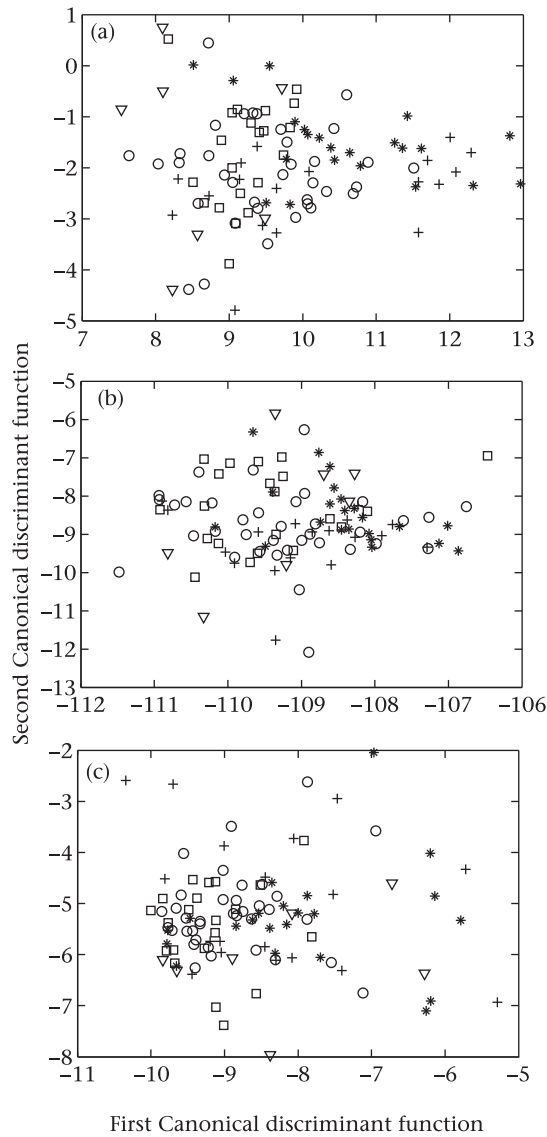 (a)
1
0
−1
−2
−3
−4
−5
7 8 9 10 11 12 13
(b)
−5
−6
−7
−8
−9
−10
−11
−12
−13
−112 −111 −110 −109 −108 −107 −106
Second Canonical discriminant function
(c)
−2
−3
−4
−5
−6
−7
−8
−11 −10 −9 −8 −7 −6 −5
First Canonical discriminant function